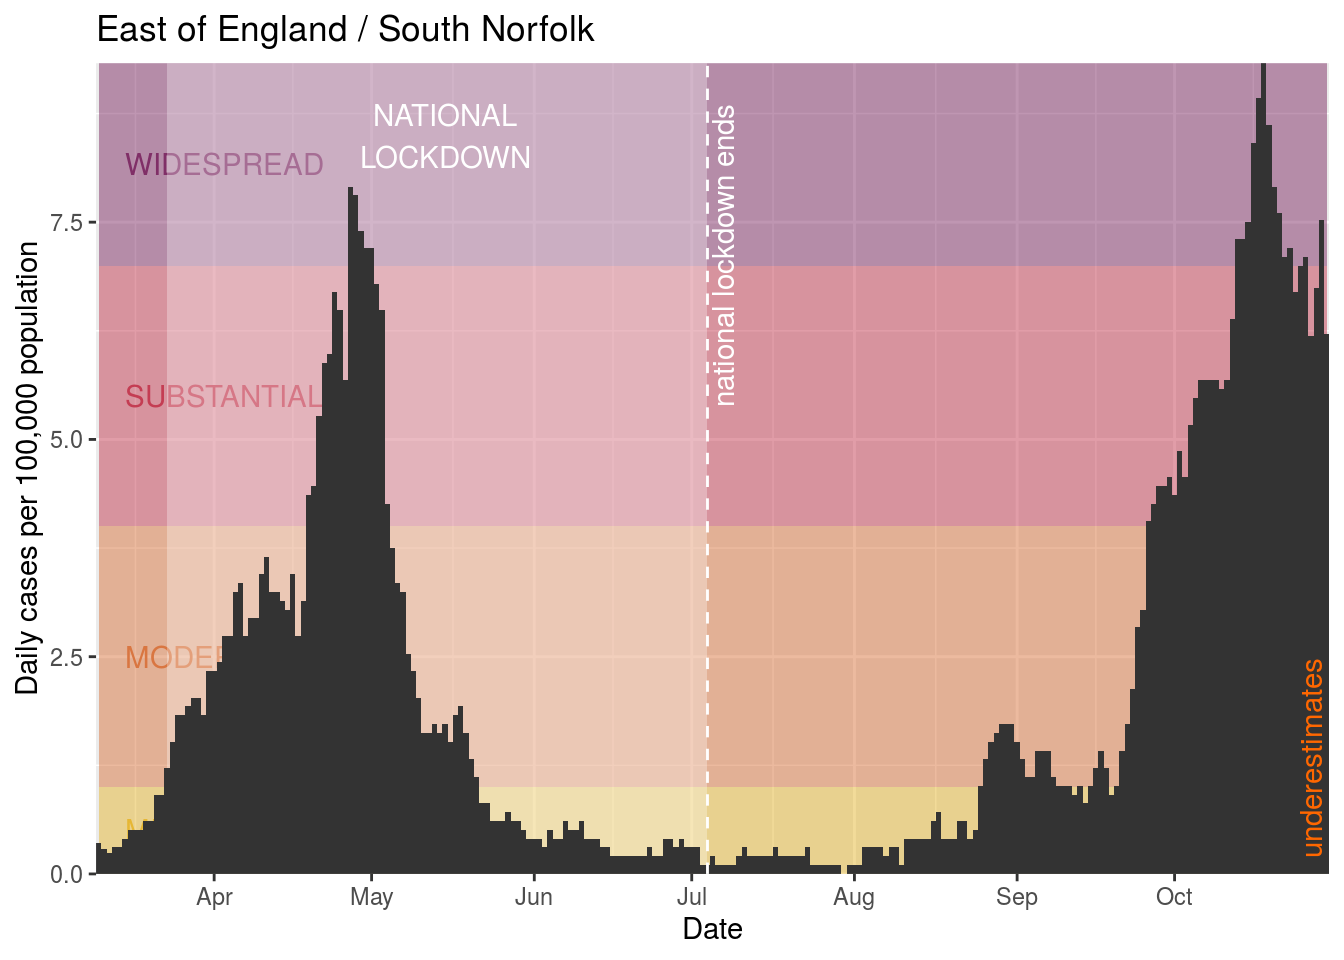 East of England / South Norfolk
NATIONAL
LOCKDOWN
WIDESPREAD
SUBSTANTIAL
national lockdown ends
underestimates
Daily cases per 100,000 population
7.5
5.0
2.5
0.0
Apr
May
Jun
Jul
Aug
Sep
Oct
Date